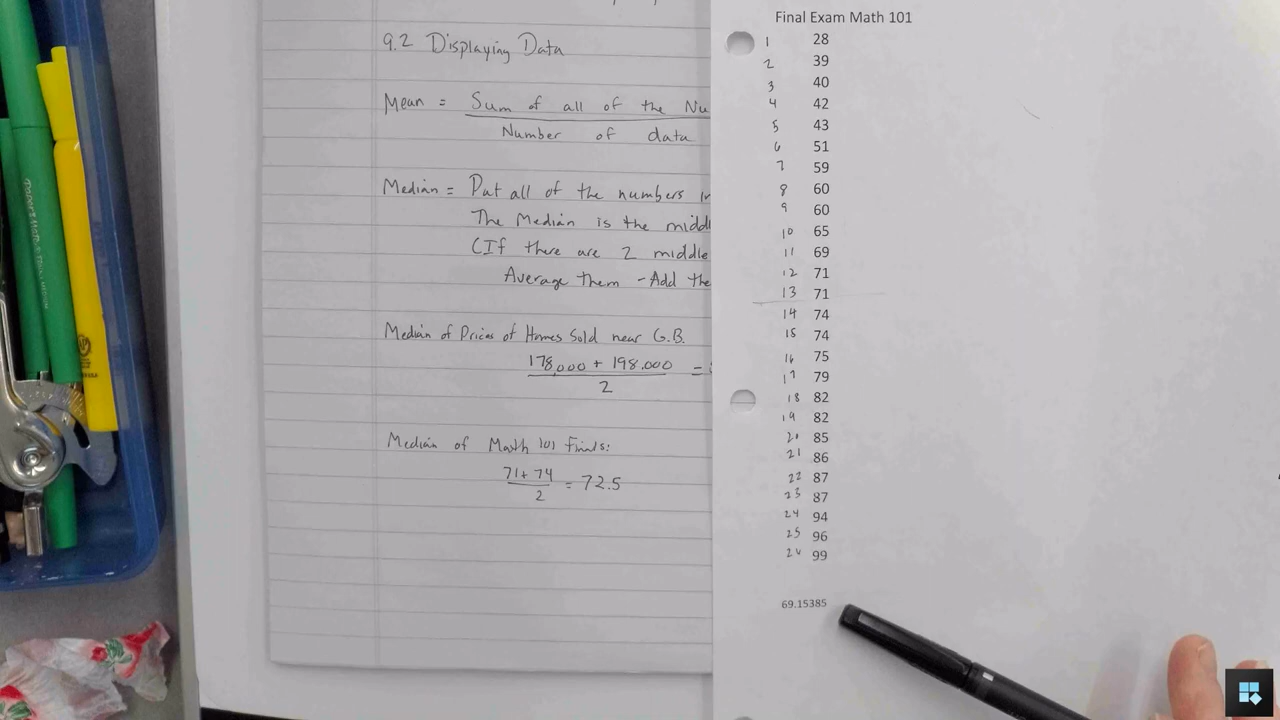 9.2 Displaying Data
Mean = Sum of all of the Nu
Number of data
Median = Put all of the numbers in
The Median is the middl
(If there are 2 middle
Average them - Add the
Median of Prices of Homes Sold near G.B.
178,000 + 198,000 =
2
Median of Math 101 Finals:
71+74 = 72.5
2
Final Exam Math 101
1 28
2 39
3 40
4 42
5 43
6 51
7 59
8 60
9 60
10 65
11 69
12 71
13 71
14 74
15 74
16 75
17 79
18 82
19 82
20 85
21 86
22 87
23 87
24 94
25 96
26 99
69.15385